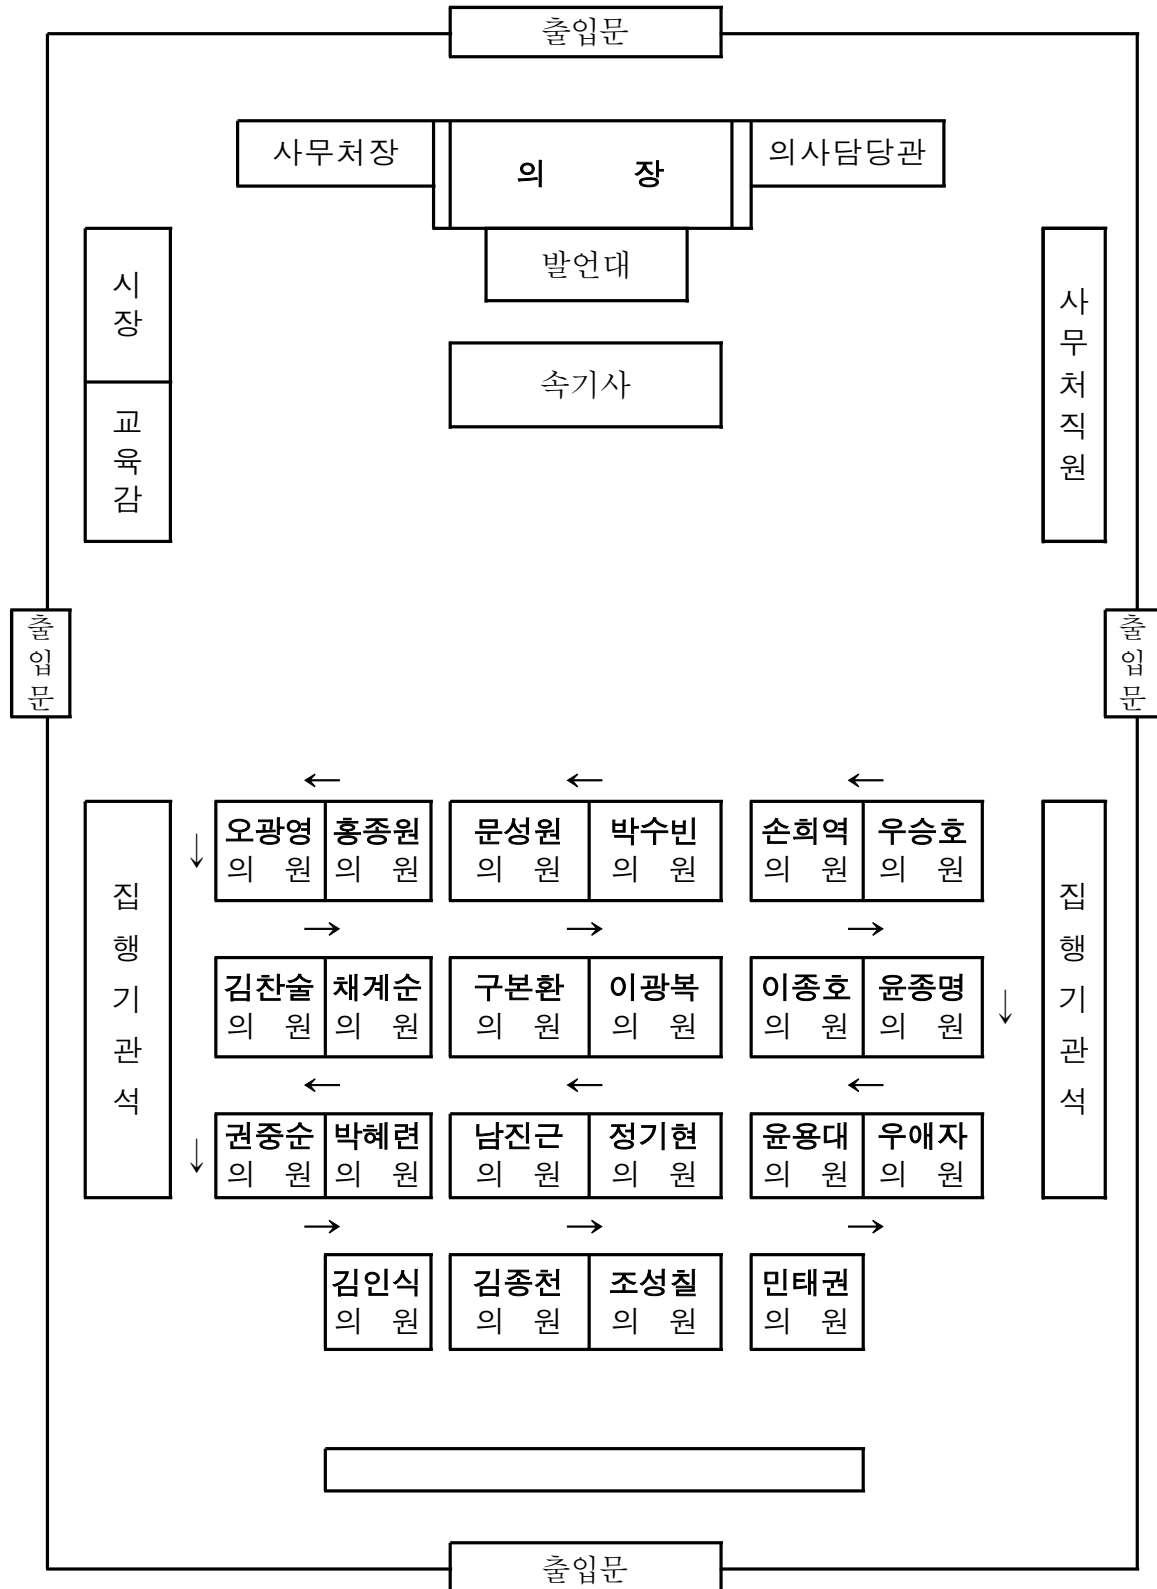 출입문
사무처장
의 장
의사담당관
발언대
속기사
시장
교육감
사무처직원
출입문
출입문
← ← ←
오광영 홍종원 문성원 박수빈 손희역 우승호
↓
의 원 의 원 의 원 의 원 의 원 의 원
→ → →
김찬술 채계순 구본환 이광복 이종호 윤종명
의 원 의 원 의 원 의 원 의 원 의 원
↓
← ← ←
권중순 박혜련 남진근 정기현 윤용대 우애자
↓
의 원 의 원 의 원 의 원 의 원 의 원
→ → →
김인식 김종천 조성칠 민태권
의 원 의 원 의 원 의 원
집행기관석
집행기관석
출입문